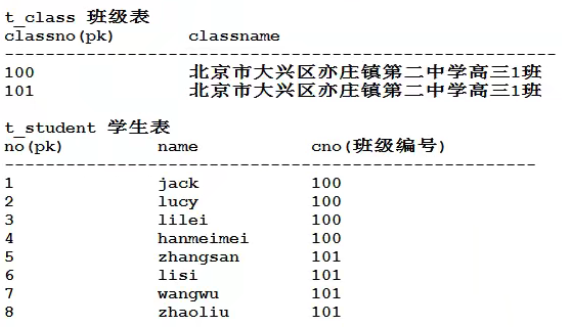 t_class 班级表
classno(pk) classname
----------------------------------------------------
100 北京市大兴区亦庄镇第二中学高三1班
101 北京市大兴区亦庄镇第二中学高三1班
t_student 学生表
no(pk) name cno(班级编号)
--------------------------------------------------
1 jack 100
2 lucy 100
3 lilei 100
4 hanmeimei 100
5 zhangsan 101
6 lisi 101
7 wangwu 101
8 zhaoliu 101